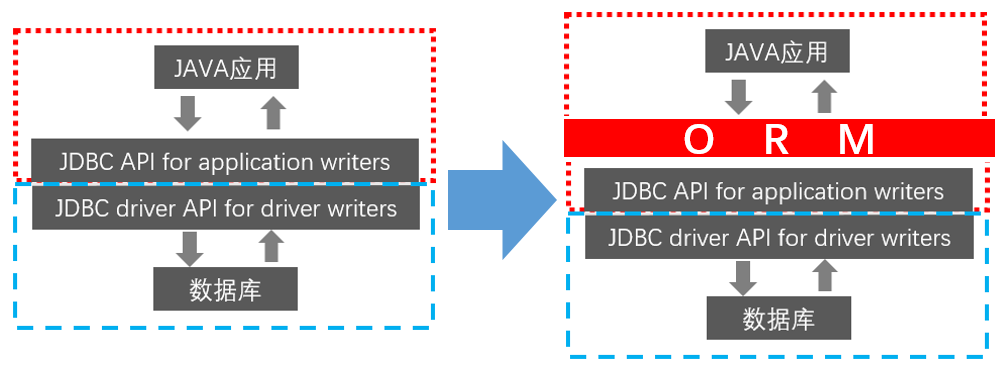 JAVA应用
JDBC API for application writers
JDBC driver API for driver writers
数据库
JAVA应用
O R M
JDBC API for application writers
JDBC driver API for driver writers
数据库